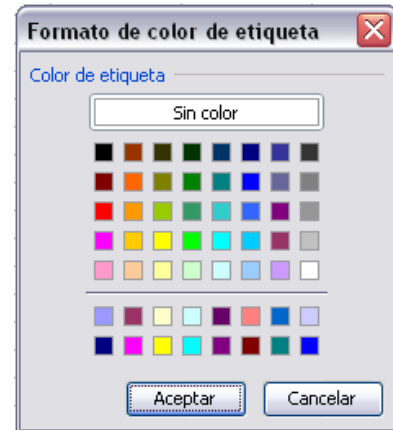 Formato de color de etiqueta
Color de etiqueta
Sin color
Aceptar
Cancelar